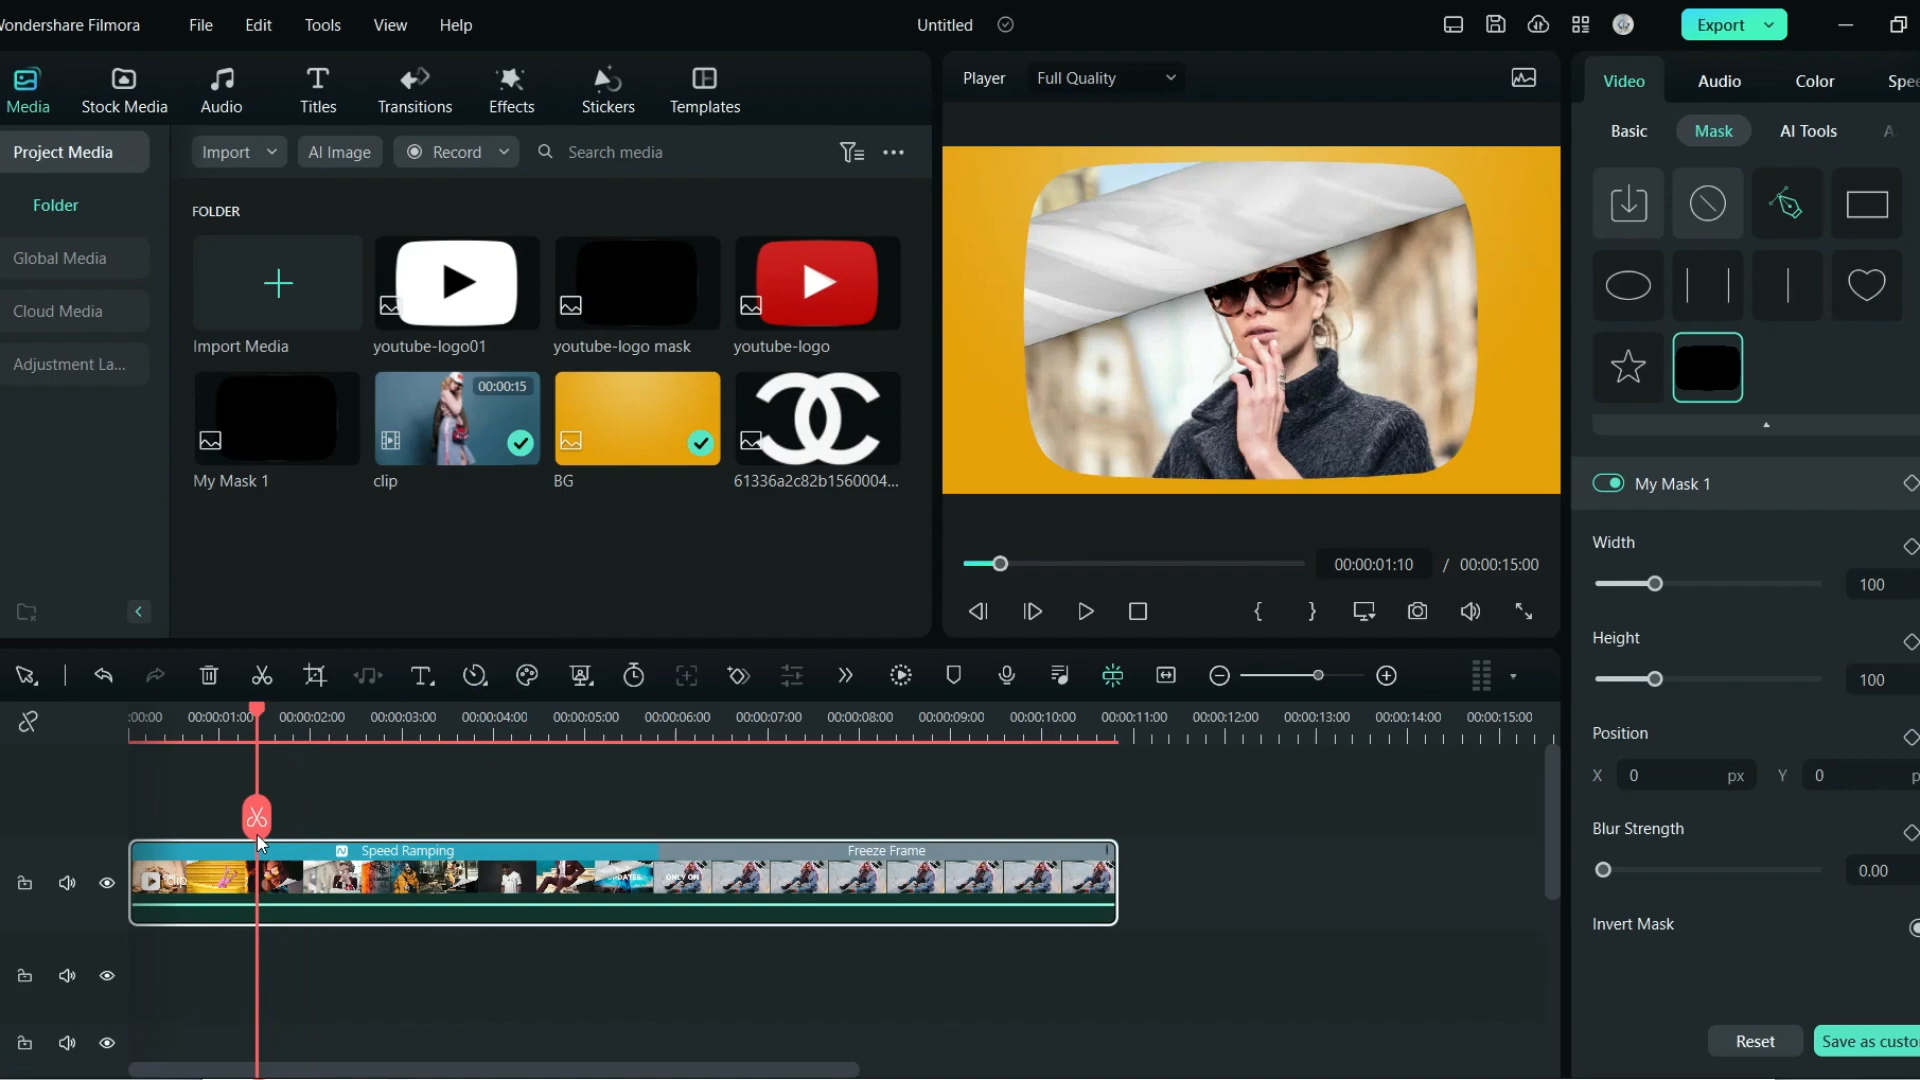 Wondershare Filmora
File Edit Tools View Help
Untitled
Export
Media Stock Media Audio Titles Transitions Effects Stickers Templates
Player Full Quality
Video Audio Color
Project Media
Import AI Image Record Search media
Basic Mask AI Tools
Folder
FOLDER
Global Media
Cloud Media
Adjustment La...
Import Media youtube-logo01 youtube-logo mask youtube-logo
00:00:15
My Mask 1 clip BG 61336a2c82b1560004...
My Mask 1
Width
100
Height
100
Position
X 0 px Y 0
Blur Strength
0.00
Invert Mask
Reset Save as custo
00:00:01:10 / 00:00:15:00
:00:00 00:00:01:00 00:00:02:00 00:00:03:00 00:00:04:00 00:00:05:00 00:00:06:00 00:00:07:00 00:00:08:00 00:00:09:00 00:00:10:00 00:00:11:00 00:00:12:00 00:00:13:00 00:00:14:00 00:00:15:00
Speed Ramping Freeze Frame
clip
UPDATES
ONLY ON